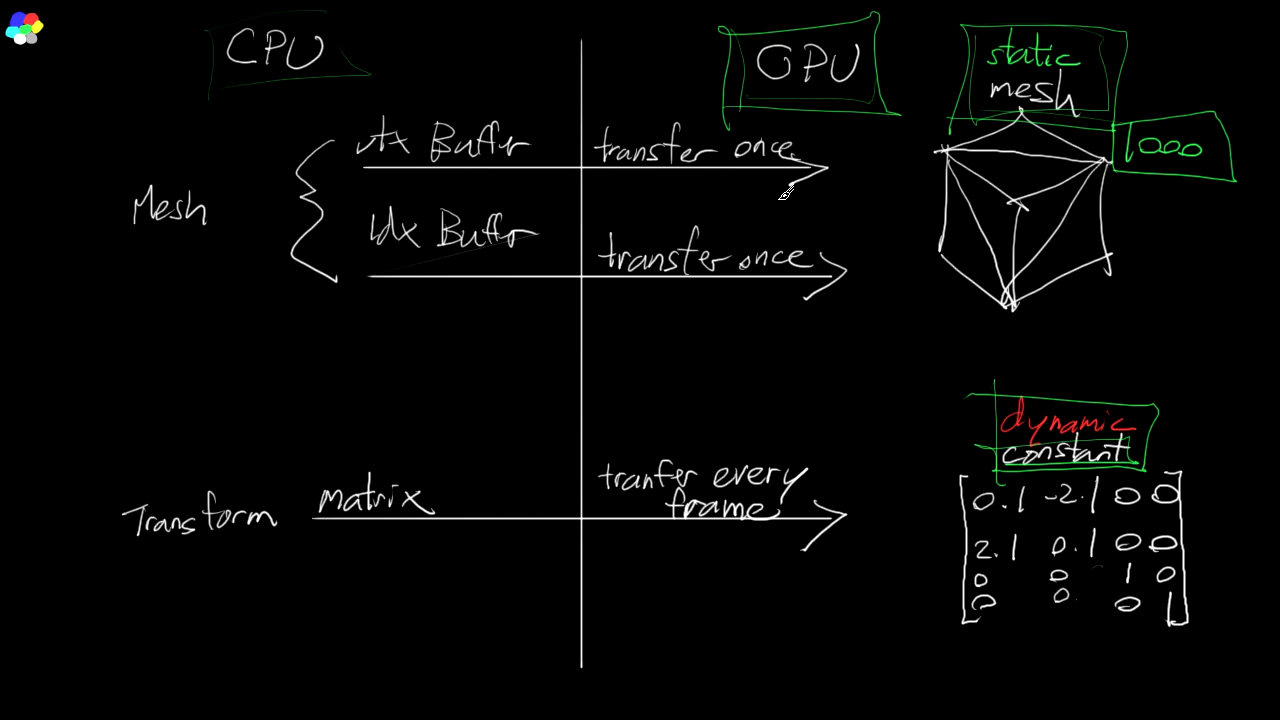 CPU
GPU
static
mesh
1000
Mesh
vtx Buffer
transfer once
Idx Buffer
transfer once
dynamic
constant
Transform
matrix
tranfer every
frame
0.1 -2.1 0 0
2.1 0.1 0 0
0 0 1 0
0 0 0 1